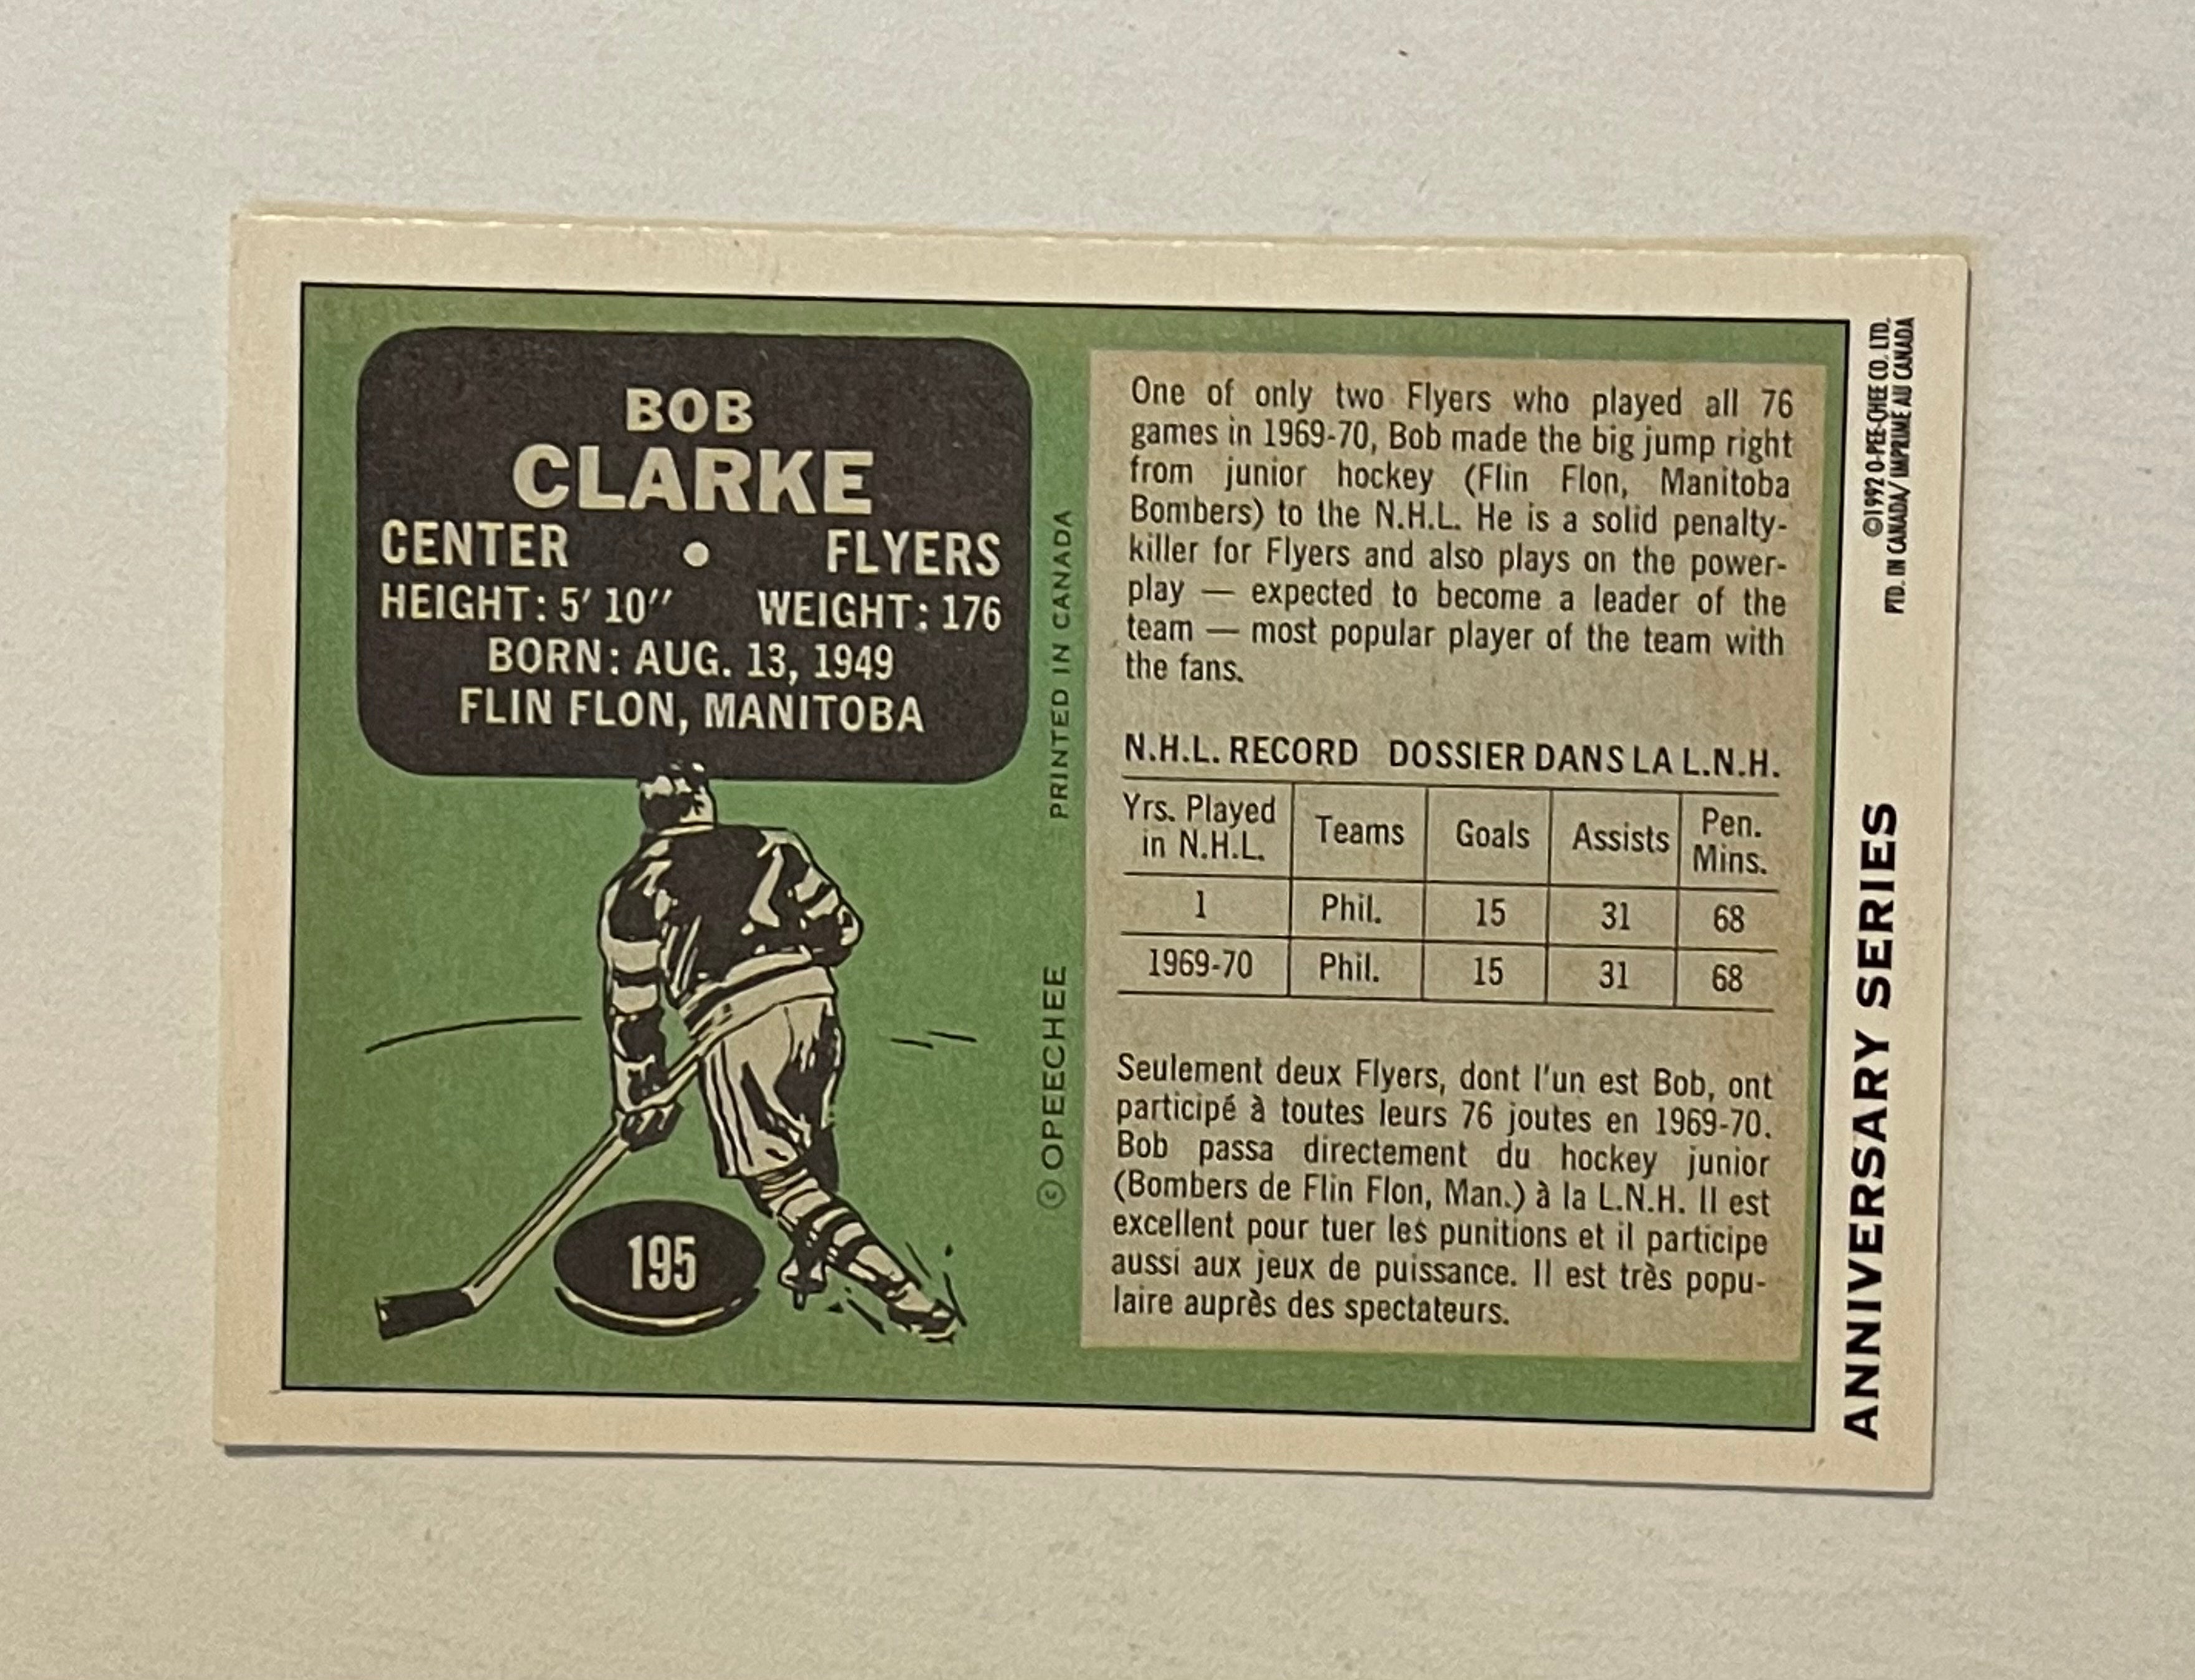 BOB
CLARKE
CENTER • FLYERS
HEIGHT: 5' 10" WEIGHT: 176
BORN: AUG. 13, 1949
FLIN FLON, MANITOBA
195
© OPEECHEE PRINTED IN CANADA
One of only two Flyers who played all 76
games in 1969-70, Bob made the big jump right
from junior hockey (Flin Flon, Manitoba
Bombers) to the N.H.L. He is a solid penalty-
killer for Flyers and also plays on the power-
play — expected to become a leader of the
team — most popular player of the team with
the fans.
N.H.L. RECORD DOSSIER DANS LA L.N.H.
Yrs. Played in N.H.L. Teams Goals Assists Pen. Mins.
1 Phil. 15 31 68
1969-70 Phil. 15 31 68
Seulement deux Flyers, dont l'un est Bob, ont
participé à toutes leurs 76 joutes en 1969-70.
Bob passa directement du hockey junior
(Bombers de Flin Flon, Man.) à la L.N.H. Il est
excellent pour tuer les punitions et il participe
aussi aux jeux de puissance. Il est très popu-
laire auprès des spectateurs.
ANNIVERSARY SERIES
©1992 O-PEE-CHEE CO. LTD.
PTD. IN CANADA/ IMPRIME AU CANADA